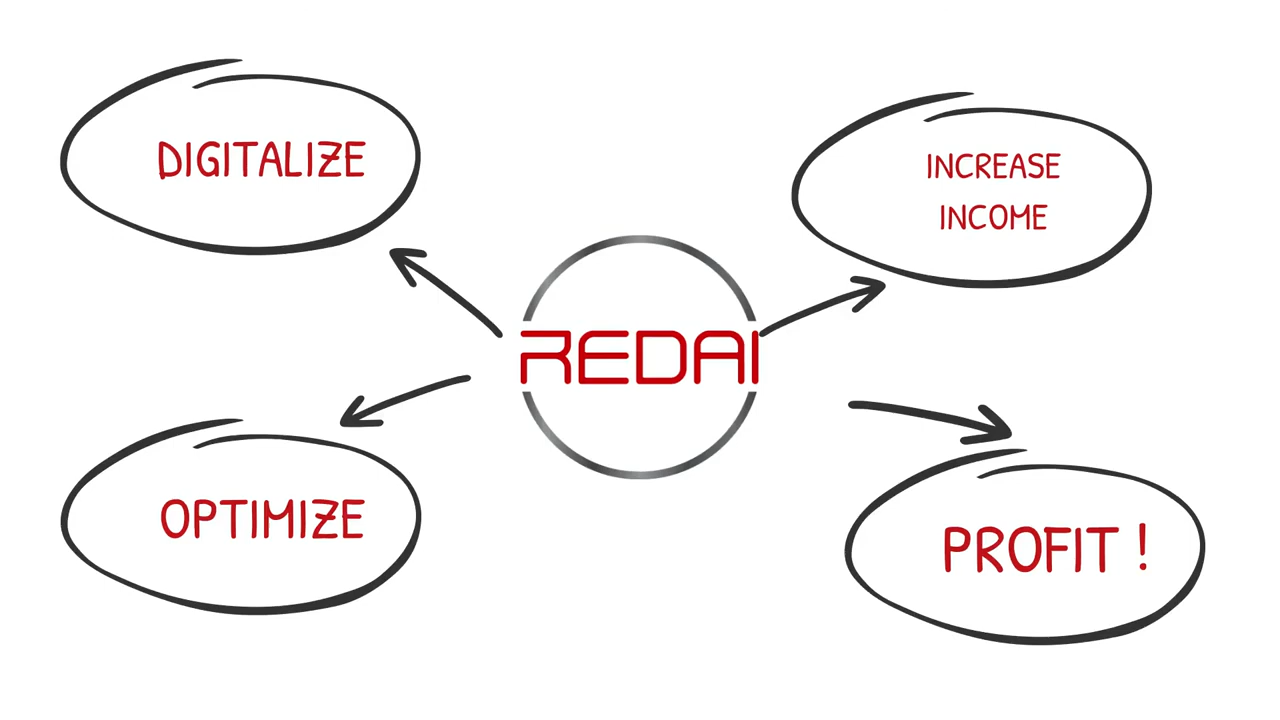 DIGITALIZE
INCREASE
INCOME
REDAI
OPTIMIZE
PROFIT !